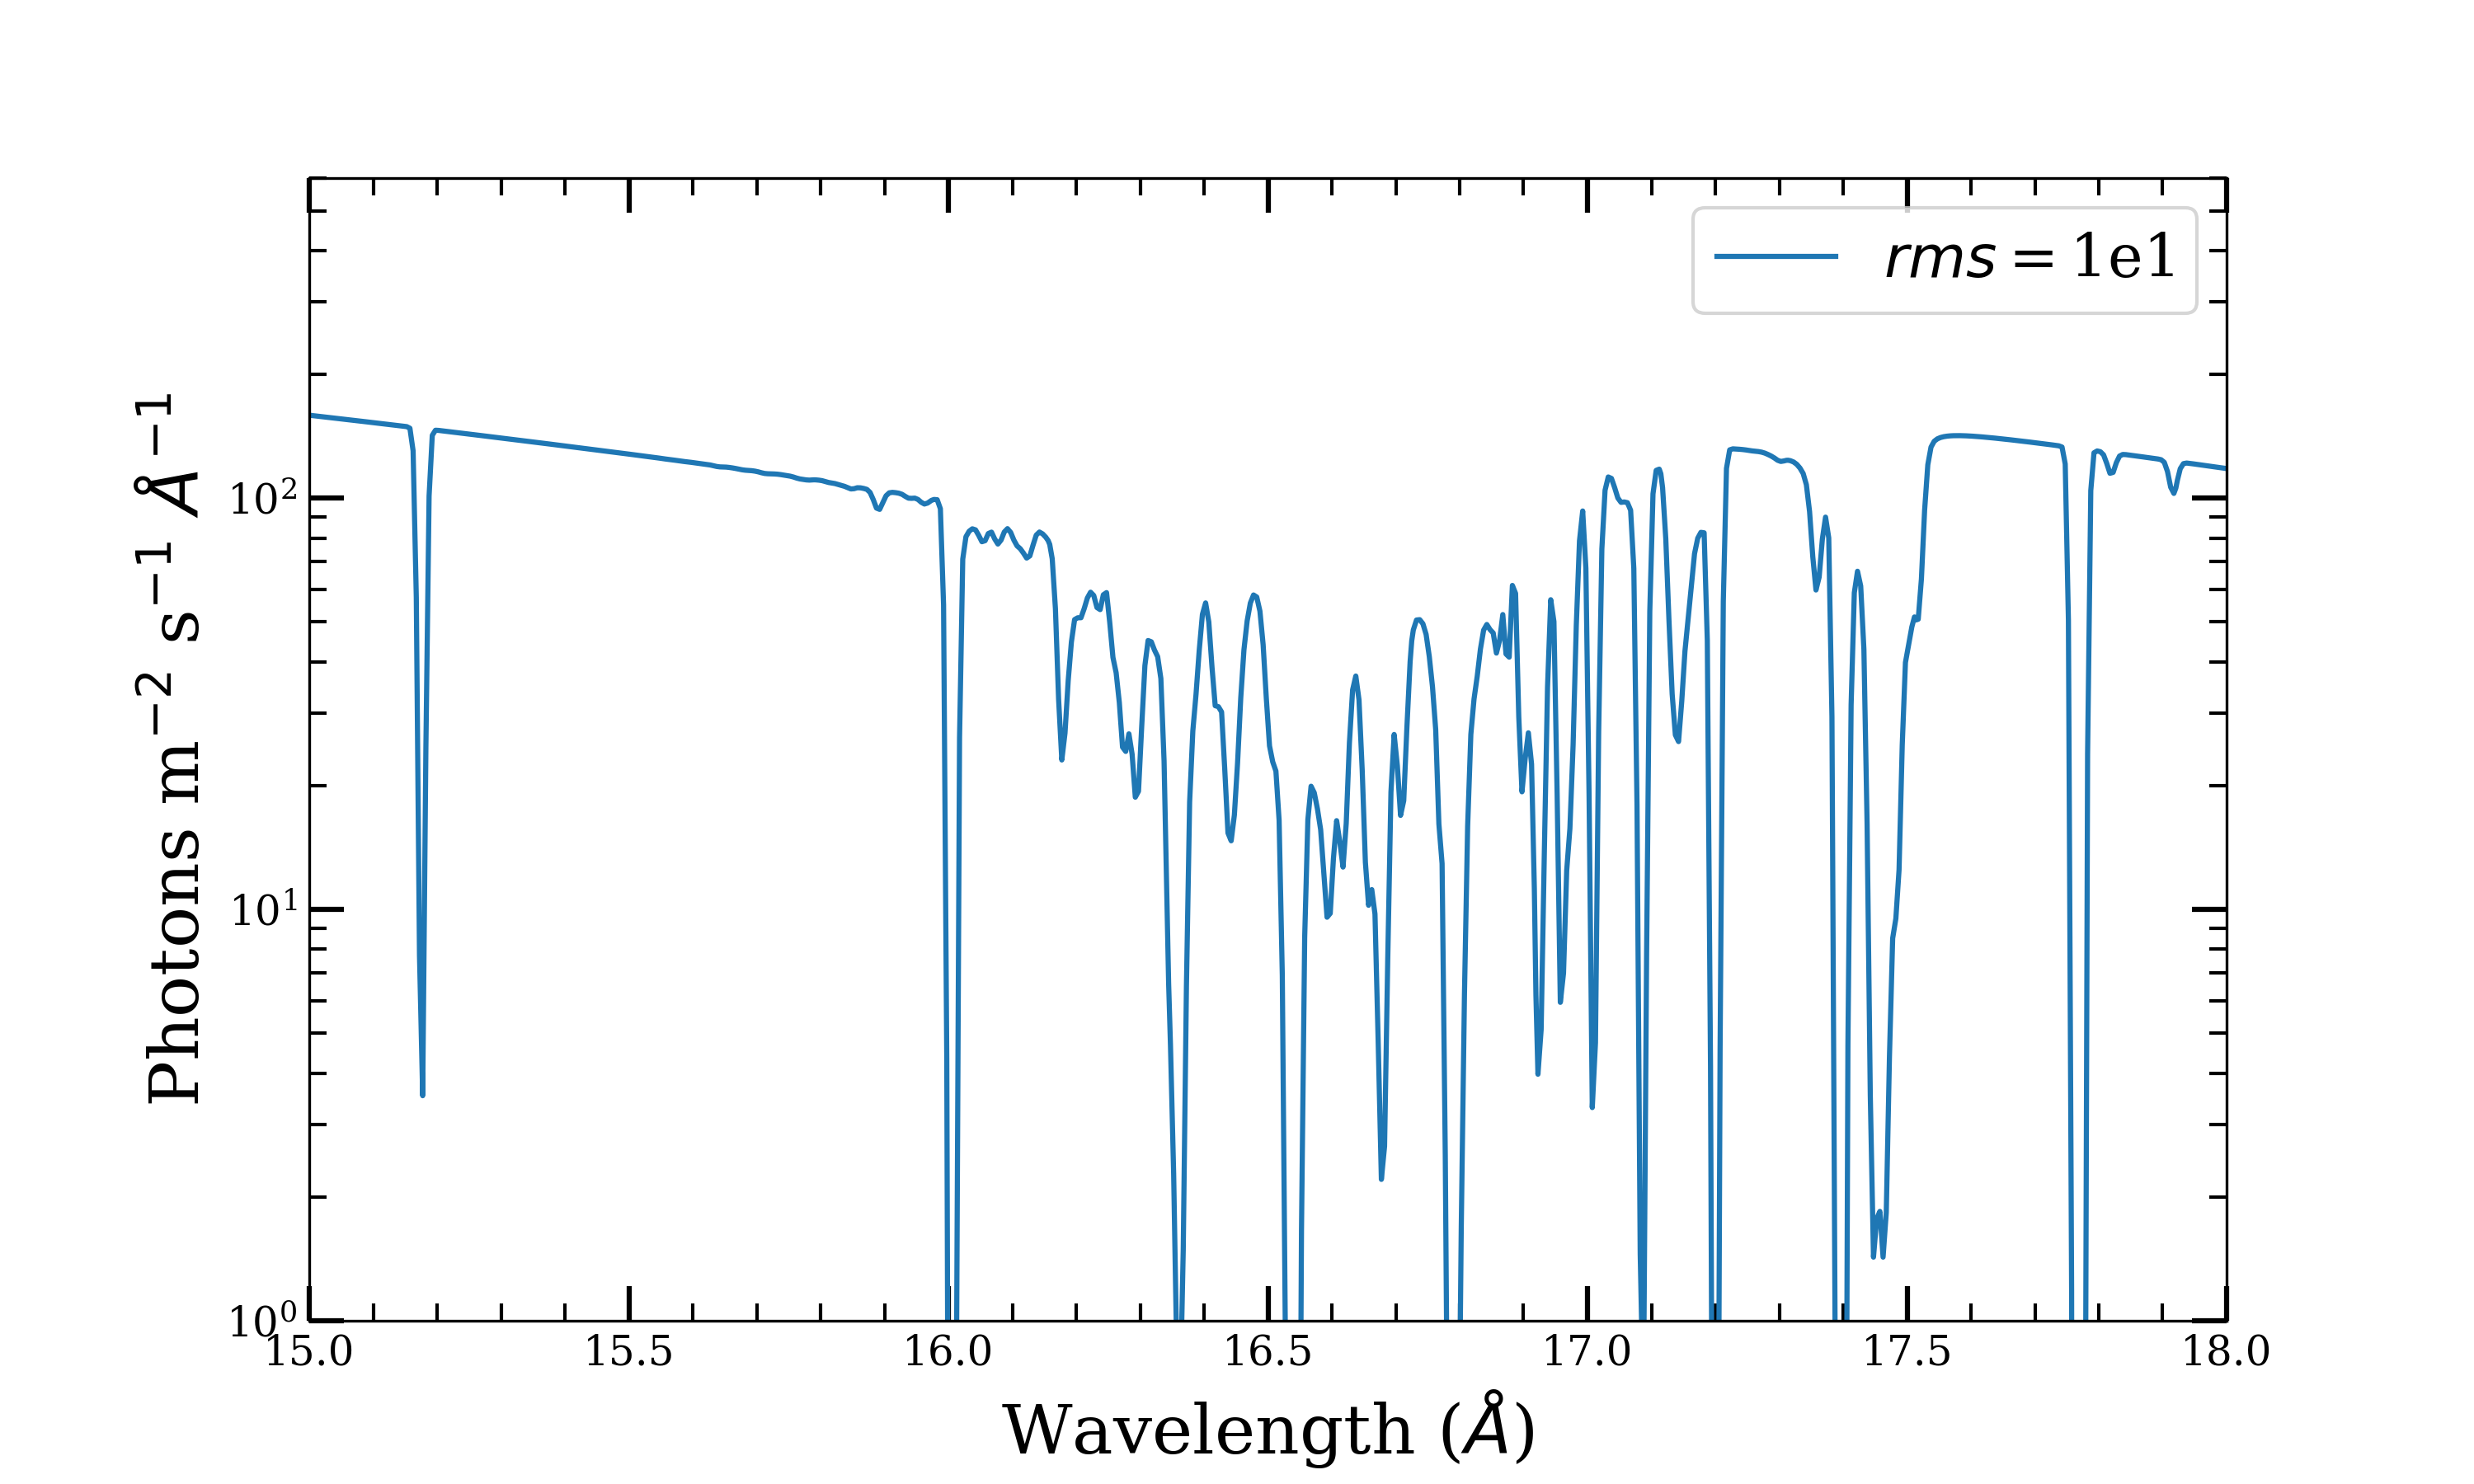 rms = 1e1
Photons m⁻² s⁻¹ Å⁻¹
10²
10¹
10⁰
15.0 15.5 16.0 16.5 17.0 17.5 18.0
Wavelength (Å)